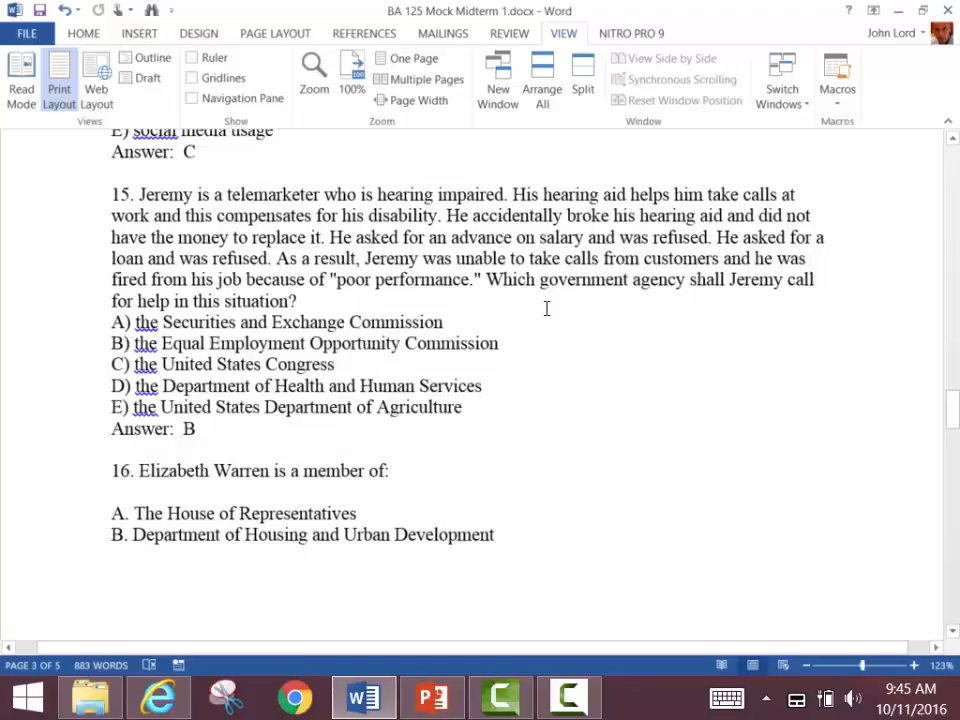 BA 125 Mock Midterm 1.docx - Word
?
FILE HOME INSERT DESIGN PAGE LAYOUT REFERENCES MAILINGS REVIEW VIEW NITRO PRO 9 John Lord
Read Mode
Print Layout
Web Layout
Outline
Draft
Views
Ruler
Gridlines
Navigation Pane
Show
Zoom
100%
One Page
Multiple Pages
Page Width
Zoom
New Window
Arrange All
Split
View Side by Side
Synchronous Scrolling
Reset Window Position
Window
Switch Windows
Macros
Macros
E) social media usage
Answer: C
15. Jeremy is a telemarketer who is hearing impaired. His hearing aid helps him take calls at
work and this compensates for his disability. He accidentally broke his hearing aid and did not
have the money to replace it. He asked for an advance on salary and was refused. He asked for a
loan and was refused. As a result, Jeremy was unable to take calls from customers and he was
fired from his job because of "poor performance." Which government agency shall Jeremy call
for help in this situation?
A) the Securities and Exchange Commission
B) the Equal Employment Opportunity Commission
C) the United States Congress
D) the Department of Health and Human Services
E) the United States Department of Agriculture
Answer: B
16. Elizabeth Warren is a member of:
A. The House of Representatives
B. Department of Housing and Urban Development
PAGE 3 OF 5 883 WORDS 123%
9:45 AM
10/11/2016